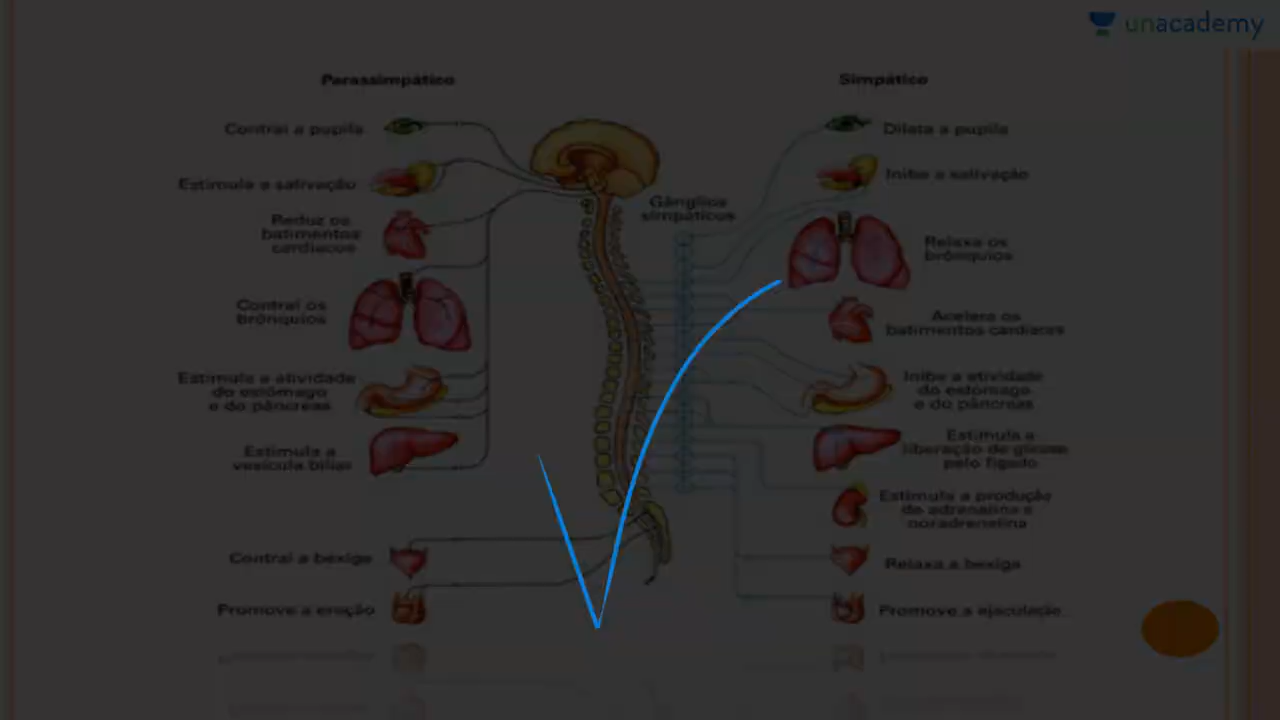 unacademy
Parassimpático
Simpático
Contrai a pupila
Dilata a pupila
Estimula a salivação
Inibe a salivação
Gânglios
simpáticos
Reduz os
batimentos
cardíacos
Relaxa os
brônquios
Contrai os
brônquios
Acelera os
batimentos cardíacos
Estimula a atividade
do estômago
e do pâncreas
Inibe a atividade
do estômago
e do pâncreas
Estimula a
vesícula biliar
Estimula a
liberação de glicose
pelo fígado
Estimula a produção
de adrenalina e
noradrenalina
Contrai a bexiga
Relaxa a bexiga
Promove a ereção
Promove a ejaculação